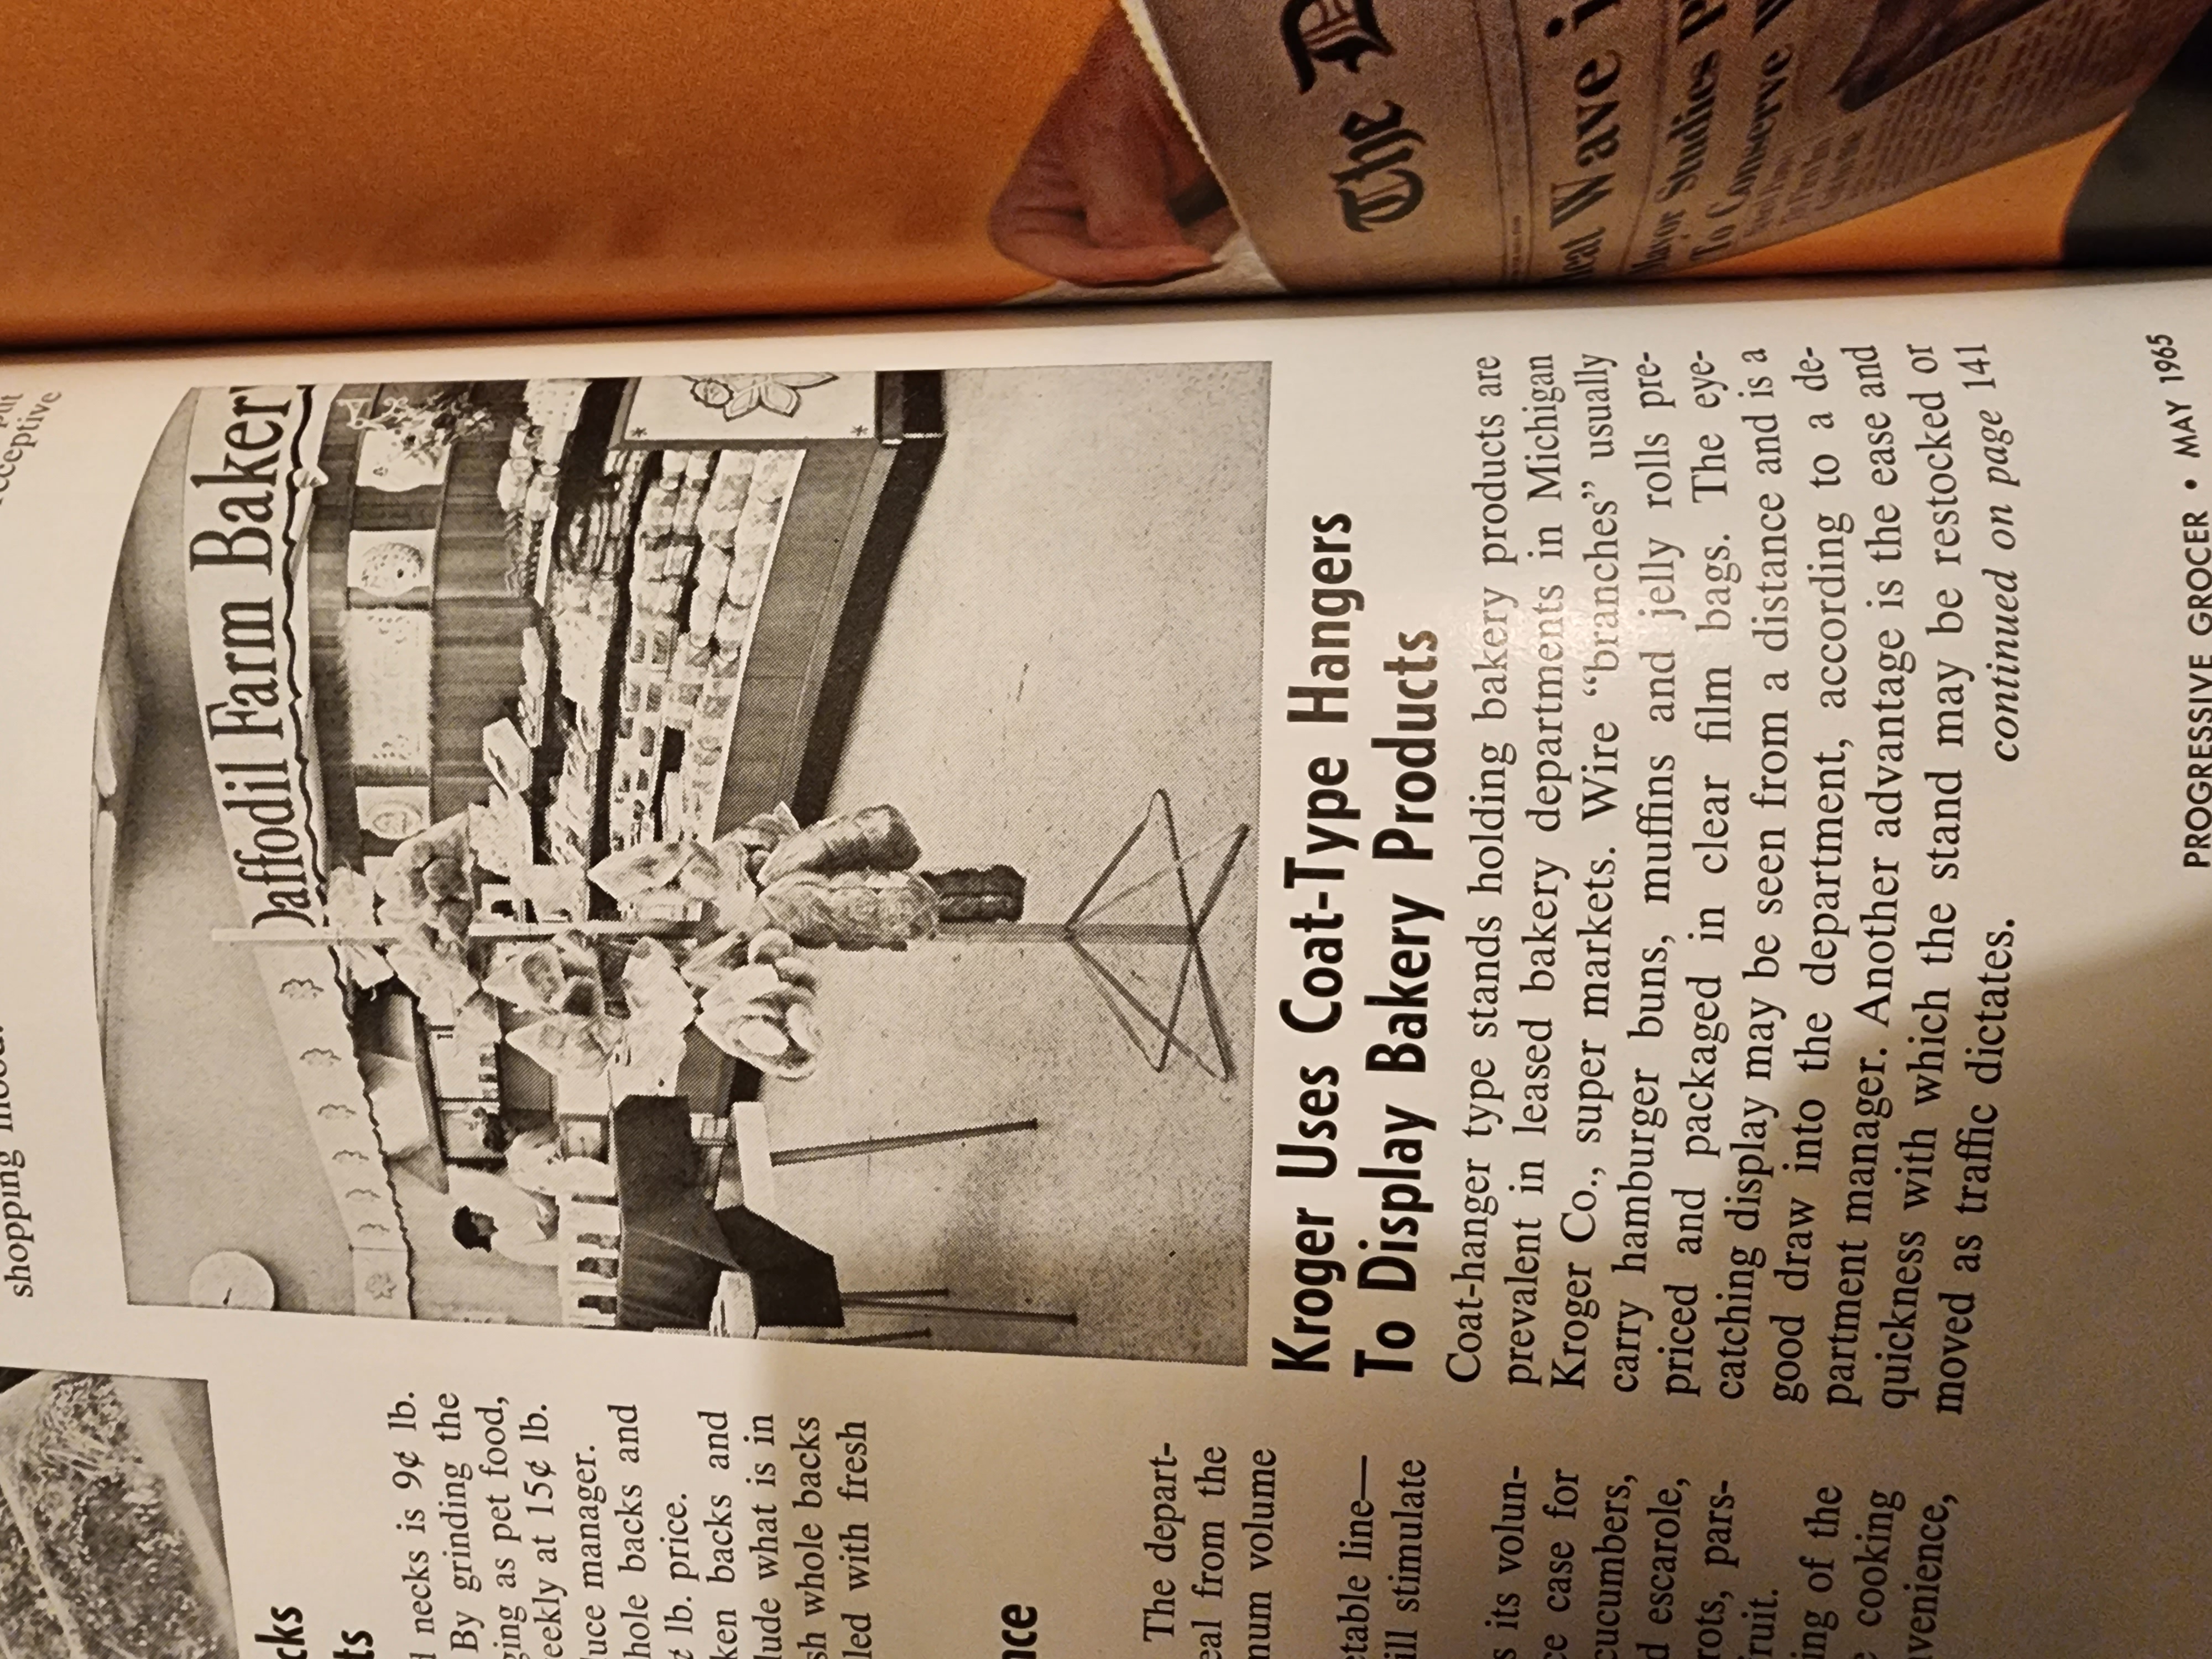 shopping
ceptive
necks is 9¢ lb.
By grinding the
ging as pet food,
eekly at 15¢ lb.
uce manager.
hole backs and
¢ lb. price.
ken backs and
lude what is in
sh whole backs
led with fresh
The depart-
eal from the
mum volume
etable line—
ill stimulate
s its volun-
ce case for
cucumbers,
d escarole,
rots, pars-
ruit.
ing of the
cooking
venience,
Daffodil Farm Baker
Kroger Uses Coat-Type Hangers
To Display Bakery Products
Coat-hanger type stands holding bakery products are
prevalent in leased bakery departments in Michigan
Kroger Co., super markets. Wire “branches” usually
carry hamburger buns, muffins and jelly rolls pre-
priced and packaged in clear film bags. The eye-
catching display may be seen from a distance and is a
good draw into the department, according to a de-
partment manager. Another advantage is the ease and
quickness with which the stand may be restocked or
moved as traffic dictates.
continued on page 141
PROGRESSIVE GROCER • MAY 1965
The D
eat Wave i
Mayor Studies P
To Conserve W